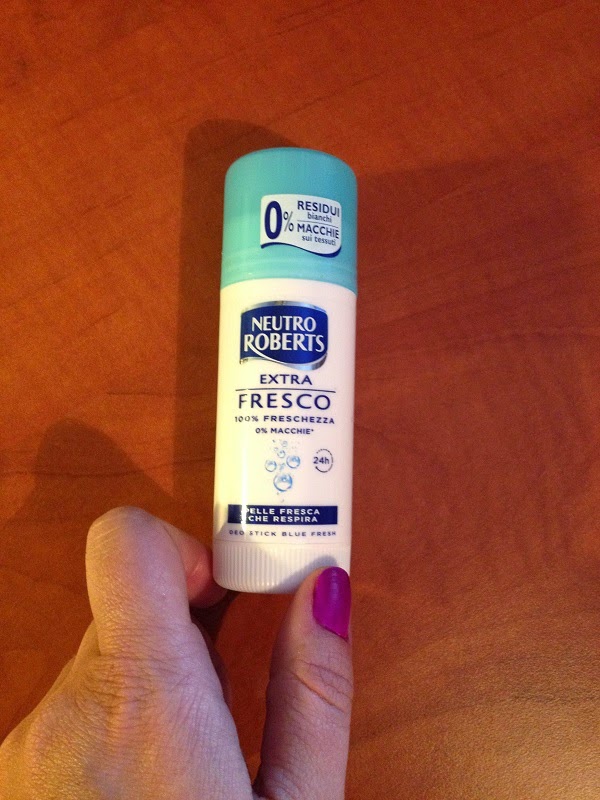 0% RESIDUI
bianchi
MACCHIE
sui tessuti
NEUTRO
ROBERTS
EXTRA
FRESCO
100% FRESCHEZZA
0% MACCHIE*
24h
PELLE FRESCA
CHE RESPIRA
DEO STICK BLUE FRESH